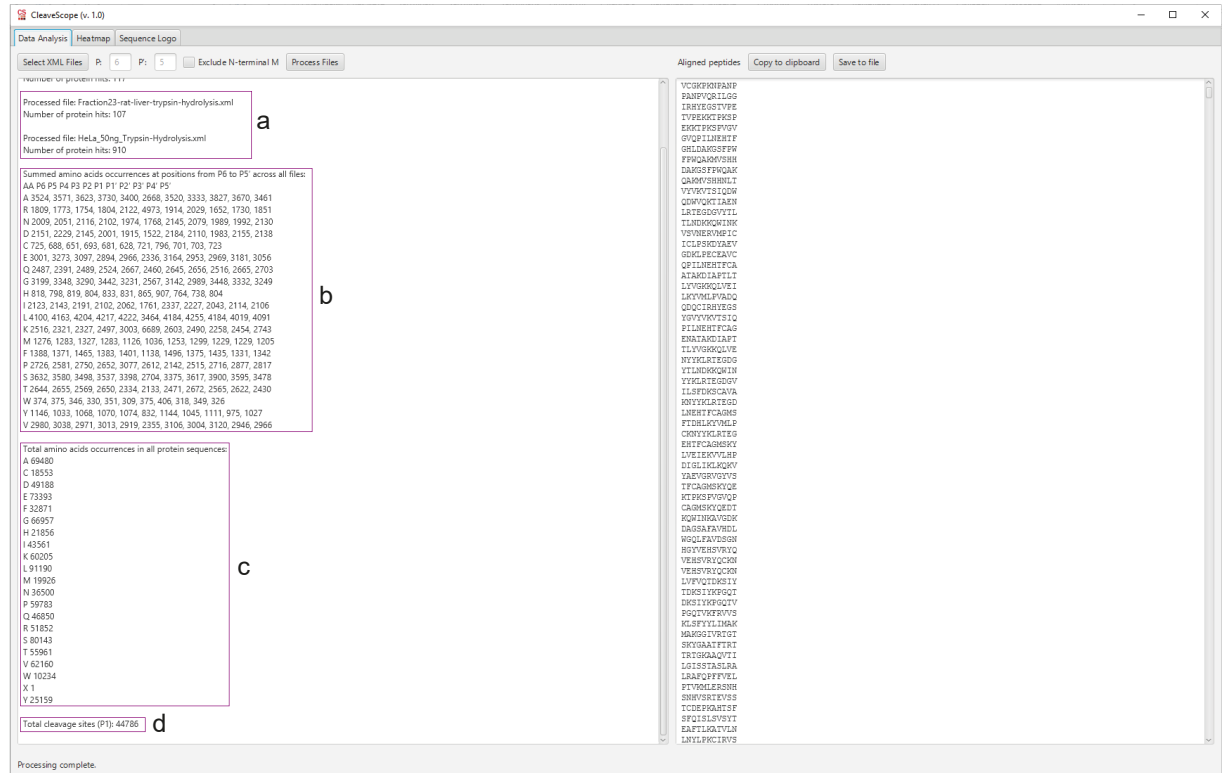 CleaveScope (v. 1.0)
Data Analysis Heatmap Sequence Logo
Select XML Files P: 6 P': 5 Exclude N-terminal M Process Files Aligned peptides Copy to clipboard Save to file
Number of protein hits: 117
Processed file: Fraction23-rat-liver-trypsin-hydrolysis.xml
Number of protein hits: 107
a
Processed file: HeLa_50ng_Trypsin-Hydrolysis.xml
Number of protein hits: 910
Summed amino acids occurrences at positions from P6 to P5' across all files:
AA P6 P5 P4 P3 P2 P1 P1' P2' P3' P4' P5'
A 3524, 3571, 3623, 3730, 3400, 2668, 3520, 3333, 3827, 3670, 3461
R 1809, 1773, 1754, 1804, 2122, 4973, 1914, 2029, 1652, 1730, 1851
N 2009, 2051, 2116, 2102, 1974, 1768, 2145, 2079, 1989, 1992, 2130
D 2151, 2229, 2145, 2001, 1915, 1522, 2184, 2110, 1983, 2155, 2138
C 725, 688, 651, 693, 681, 628, 721, 796, 701, 703, 723
E 3001, 3273, 3097, 2894, 2966, 2336, 3164, 2953, 2969, 3181, 3056
Q 2487, 2391, 2489, 2524, 2667, 2460, 2645, 2656, 2516, 2665, 2703
G 3199, 3348, 3290, 3442, 3231, 2567, 3142, 2989, 3448, 3332, 3249
H 818, 798, 819, 804, 833, 831, 865, 907, 764, 738, 804
I 2123, 2143, 2191, 2102, 2062, 1761, 2337, 2227, 2043, 2114, 2106
L 4100, 4163, 4204, 4217, 4222, 3464, 4184, 4255, 4184, 4019, 4091
K 2516, 2321, 2327, 2497, 3003, 6689, 2603, 2490, 2258, 2454, 2743
M 1276, 1283, 1327, 1283, 1126, 1036, 1253, 1299, 1229, 1229, 1205
F 1388, 1371, 1465, 1383, 1401, 1138, 1496, 1375, 1435, 1331, 1342
P 2726, 2581, 2750, 2652, 3077, 2612, 2142, 2515, 2716, 2877, 2817
S 3632, 3580, 3498, 3537, 3398, 2704, 3375, 3617, 3900, 3595, 3478
T 2644, 2655, 2569, 2650, 2334, 2133, 2471, 2672, 2565, 2622, 2430
W 374, 375, 346, 330, 351, 309, 375, 406, 318, 349, 326
Y 1146, 1033, 1068, 1070, 1074, 832, 1144, 1045, 1111, 975, 1027
V 2980, 3038, 2971, 3013, 2919, 2355, 3106, 3004, 3120, 2946, 2966
b
Total amino acids occurrences in all protein sequences:
A 69480
C 18553
D 49188
E 73393
F 32871
G 66957
H 21856
I 43561
K 60205
L 91190
M 19926
N 36500
P 59783
Q 46850
R 51852
S 80143
T 55961
V 62160
W 10234
X 1
Y 25159
c
Total cleavage sites (P1): 44786
d
VCGKPKNPANP
PANPVQRILGG
IRHYEGSTVPE
TVPEKKTPKSP
EKKTPKSPVGV
GVQPILNEHTF
GHLDAKGSFPW
FPWQAKMVSHH
DAKGSFPWQAK
QAKMVSHHNLT
VYVKVTSIQDW
QDWVQKTIAEN
LRTEGDGVYTL
TLNDKKQWINK
VSVNERVMPIC
ICLPSKDYAEV
GDKLPECEAVC
QPILNEHTFCA
ATAKDIAPTLT
LYVGKKQLVEI
LKYVMLPVADQ
QDQCIRHYEGS
YGVYVKVTSIQ
PILNEHTFCAG
ENATAKDIAPT
TLYVGKKQLVE
NYYKLRTEGDG
YTLNDKKQWIN
YYKLRTEGDGV
ILSFDKSCAVA
KNYYKLRTEGD
LNEHTFCAGMS
FTDHLKYVMLP
CKNYYKLRTEG
EHTFCAGMSKY
LVEIEKVVLHP
DIGLIKLKQKV
YAEVGRVGYVS
TFCAGMSKYQE
KTPKSPVGVQP
CAGMSKYQEDT
KQWINKAVGDK
DAGSAFAVHDL
WGQLFAVDSGN
HGYVEHSVRYQ
VEHSVRYQCKN
VEHSVRYQCKN
LVFVQTDKSIY
TDKSIYKPGQT
DKSIYKPGQTV
PGQTVKFRVVS
KLSFYYLIMAK
MAKGGIVRTGT
SKYGAATFTRT
TRTGKAAQVTI
LGISSTASLRA
LRAFQPFFVEL
PTVKMLERSNH
SNHVSRTEVSS
TCDEPKAHTSF
SFQISLSVSYT
EAFTLKATVLN
LNYLPKCIRVS
Processing complete.